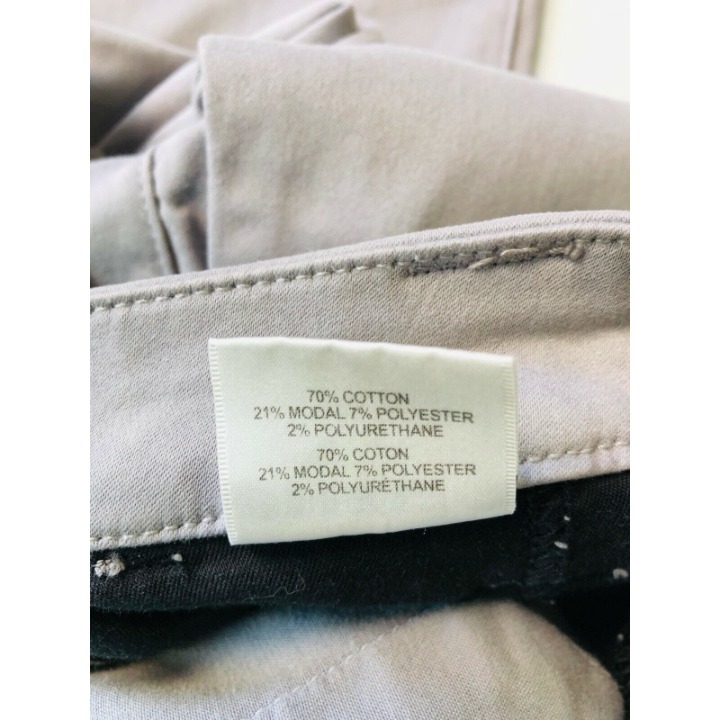 70% COTTON
21% MODAL 7% POLYESTER
2% POLYURETHANE
70% COTON
21% MODAL 7% POLYESTER
2% POLYURÉTHANE